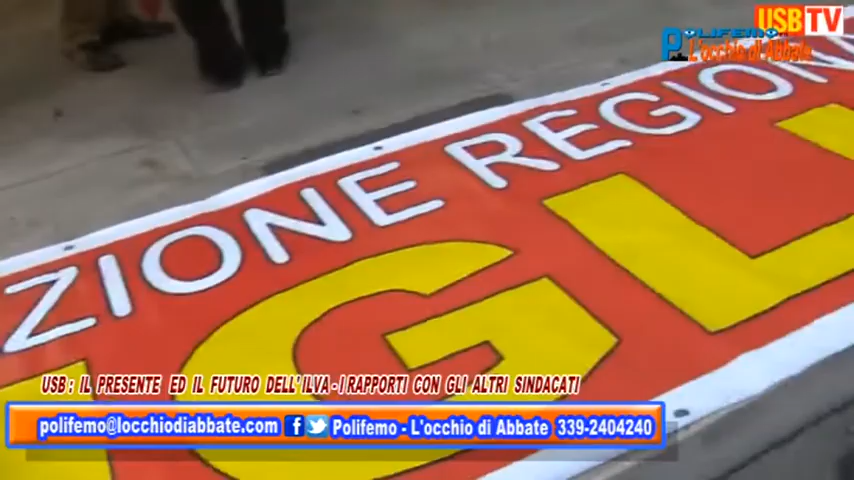 USB TV
POLIFEMO
L'occhio di Abbate
ZIONE REGION
GLI
USB : IL PRESENTE ED IL FUTURO DELL'ILVA - I RAPPORTI CON GLI ALTRI SINDACATI
polifemo@locchiodiabbate.com f Polifemo - L'Occhio di Abbate 339-2404240